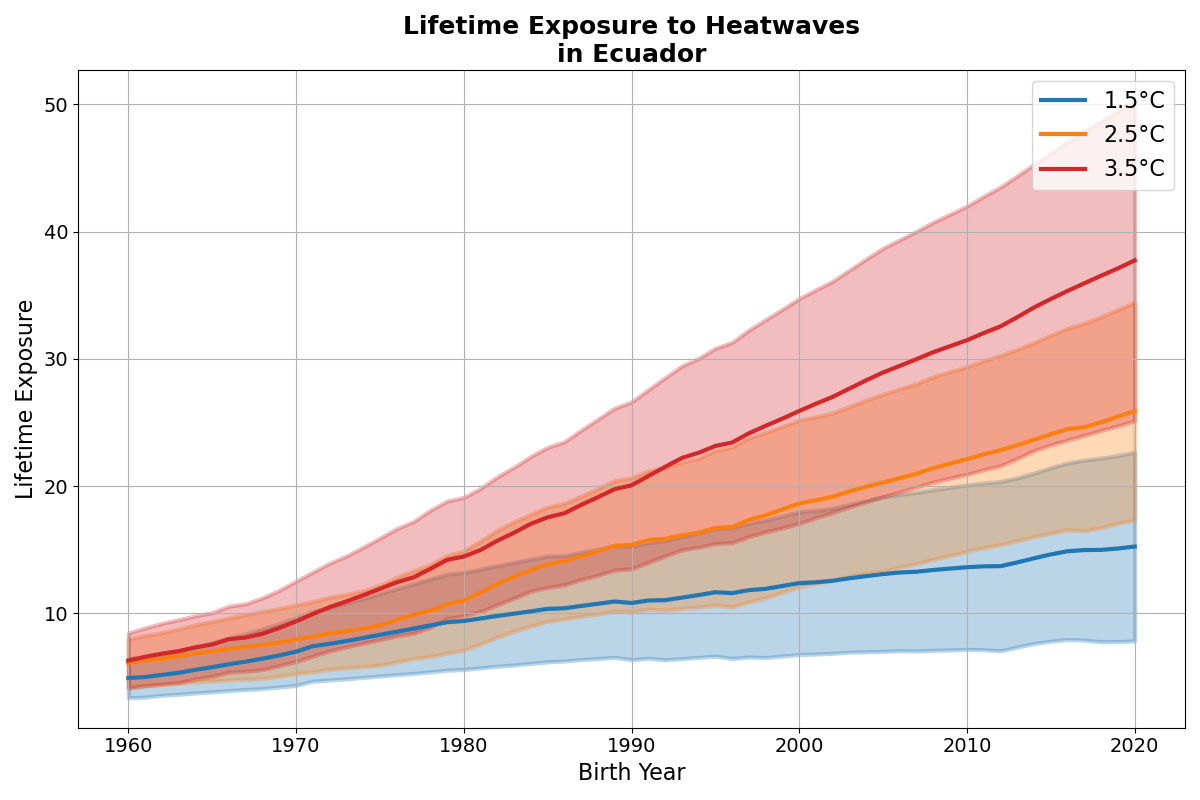 Lifetime Exposure to Heatwaves
in Ecuador
50
40
30
20
10
Lifetime Exposure
1.5°C
2.5°C
3.5°C
1960 1970 1980 1990 2000 2010 2020
Birth Year